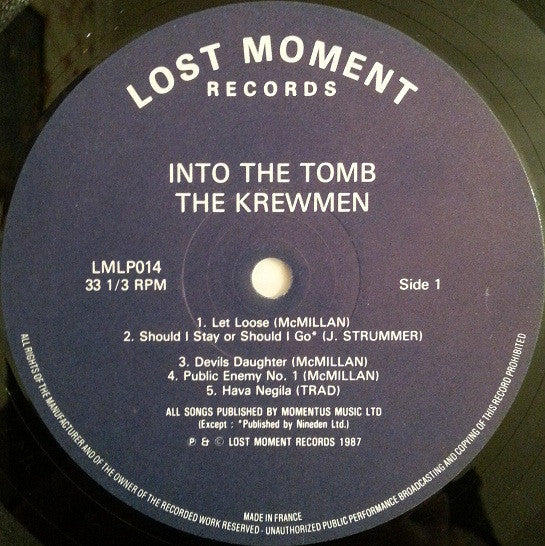 LOST MOMENT
RECORDS
INTO THE TOMB
THE KREWMEN
LMLP014
33 1/3 RPM
Side 1
1. Let Loose (McMILLAN)
2. Should I Stay or Should I Go* (J. STRUMMER)
3. Devils Daughter (McMILLAN)
4. Public Enemy No. 1 (McMILLAN)
5. Hava Negila (TRAD)
ALL SONGS PUBLISHED BY MOMENTUS MUSIC LTD
(Except : *Published by Nineden Ltd.)
℗ & © LOST MOMENT RECORDS 1987
MADE IN FRANCE
ALL RIGHTS OF THE MANUFACTURER AND OF THE OWNER OF THE RECORDED WORK RESERVED - UNAUTHORIZED PUBLIC PERFORMANCE BROADCASTING AND COPYING OF THIS RECORD PROHIBITED